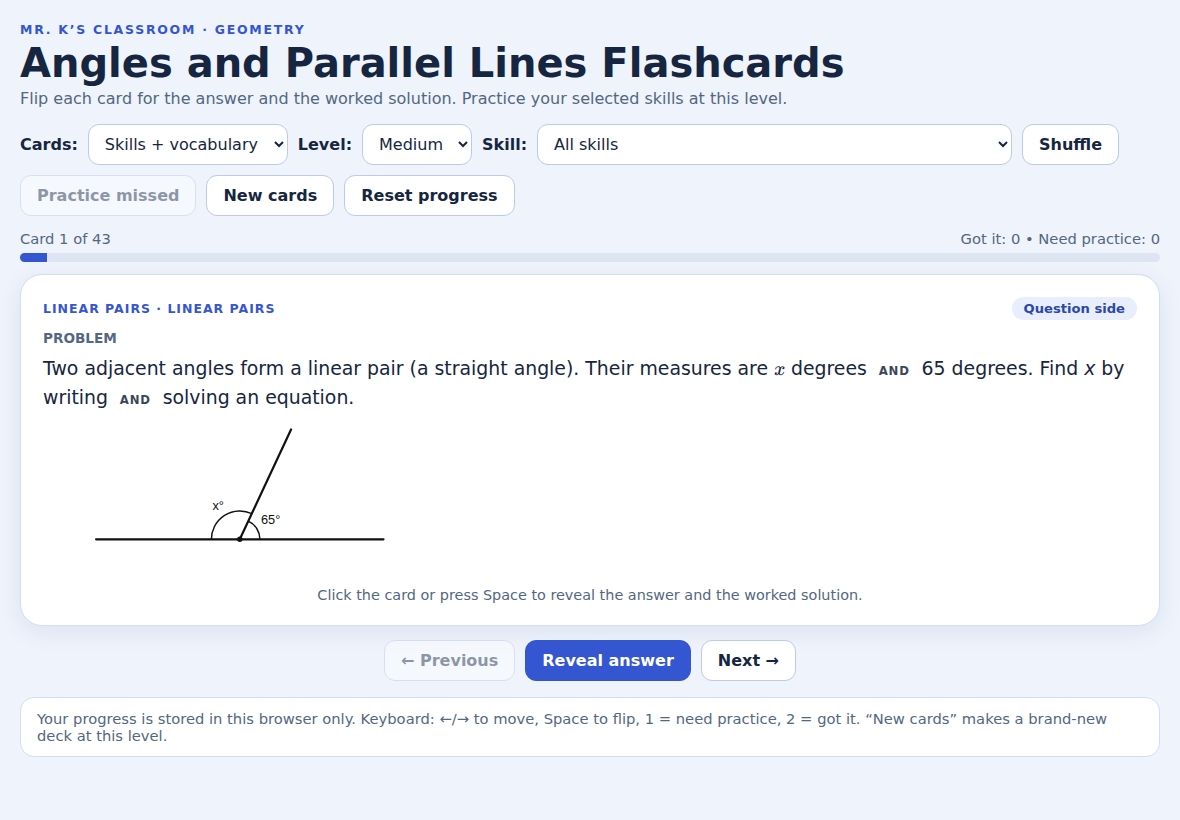 MR. K’S CLASSROOM · GEOMETRY
Angles and Parallel Lines Flashcards
Flip each card for the answer and the worked solution. Practice your selected skills at this level.
Cards: Skills + vocabulary Level: Medium Skill: All skills Shuffle
Practice missed New cards Reset progress
Card 1 of 43 Got it: 0 • Need practice: 0
LINEAR PAIRS · LINEAR PAIRS Question side
PROBLEM
Two adjacent angles form a linear pair (a straight angle). Their measures are x degrees AND 65 degrees. Find x by
writing AND solving an equation.
x°
65°
Click the card or press Space to reveal the answer and the worked solution.
← Previous Reveal answer Next →
Your progress is stored in this browser only. Keyboard: ←/→ to move, Space to flip, 1 = need practice, 2 = got it. “New cards” makes a brand-new
deck at this level.